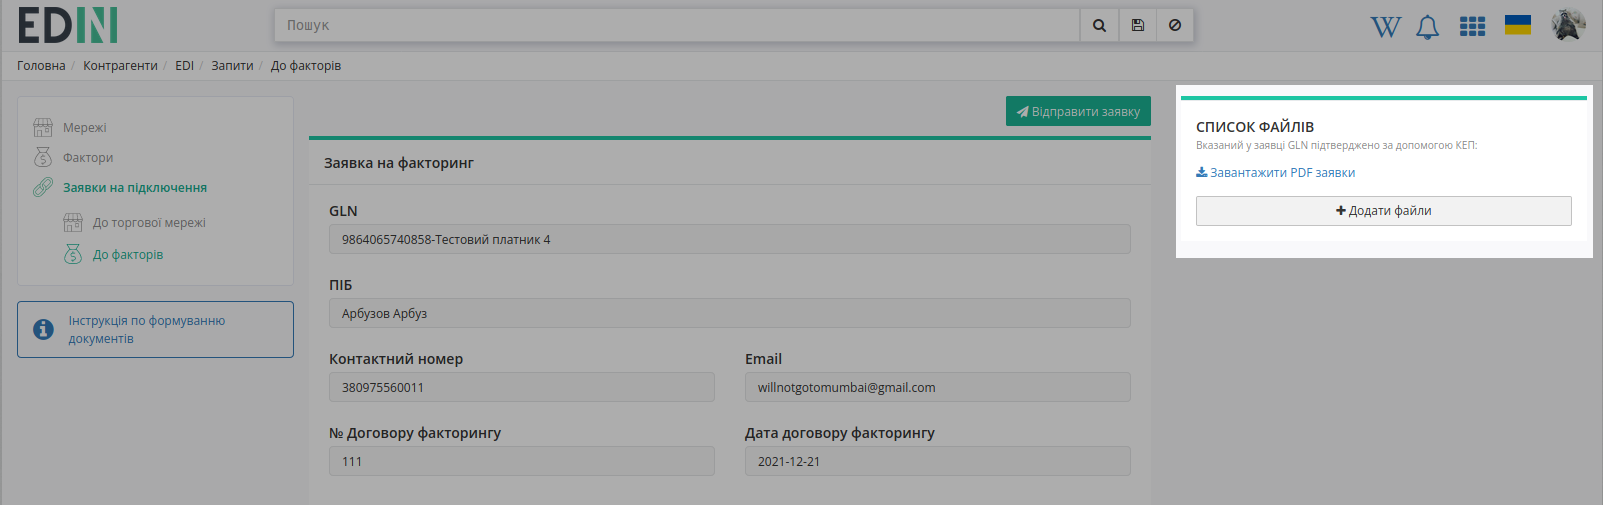 EDIN
Пошук
Головна / Контрагенти / EDI / Запити / До факторів
Мережі
Фактори
Заявки на підключення
До торгової мережі
До факторів
Інструкція по формуванню
документів
Відправити заявку
Заявка на факторинг
GLN
9864065740858-Тестовий платник 4
ПІБ
Арбузов Арбуз
Контактний номер
Email
380975560011
willnotgotomumbai@gmail.com
№ Договору факторингу
Дата договору факторингу
111
2021-12-21
СПИСОК ФАЙЛІВ
Вказаний у заявці GLN підтверджено за допомогою КЕП:
Завантажити PDF заявки
Додати файли